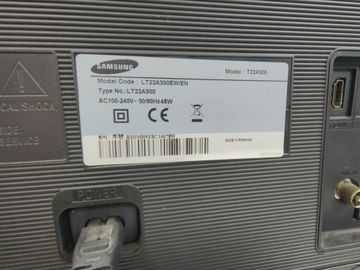 SAMSUNG
Model Code : LT22A300EW/EN
Model : T22A300
Type No.:LT22A300
AC100-240V~ 50/60Hz 45W
CE
CAL SHOCK
SIDE
SERVICE
POWER